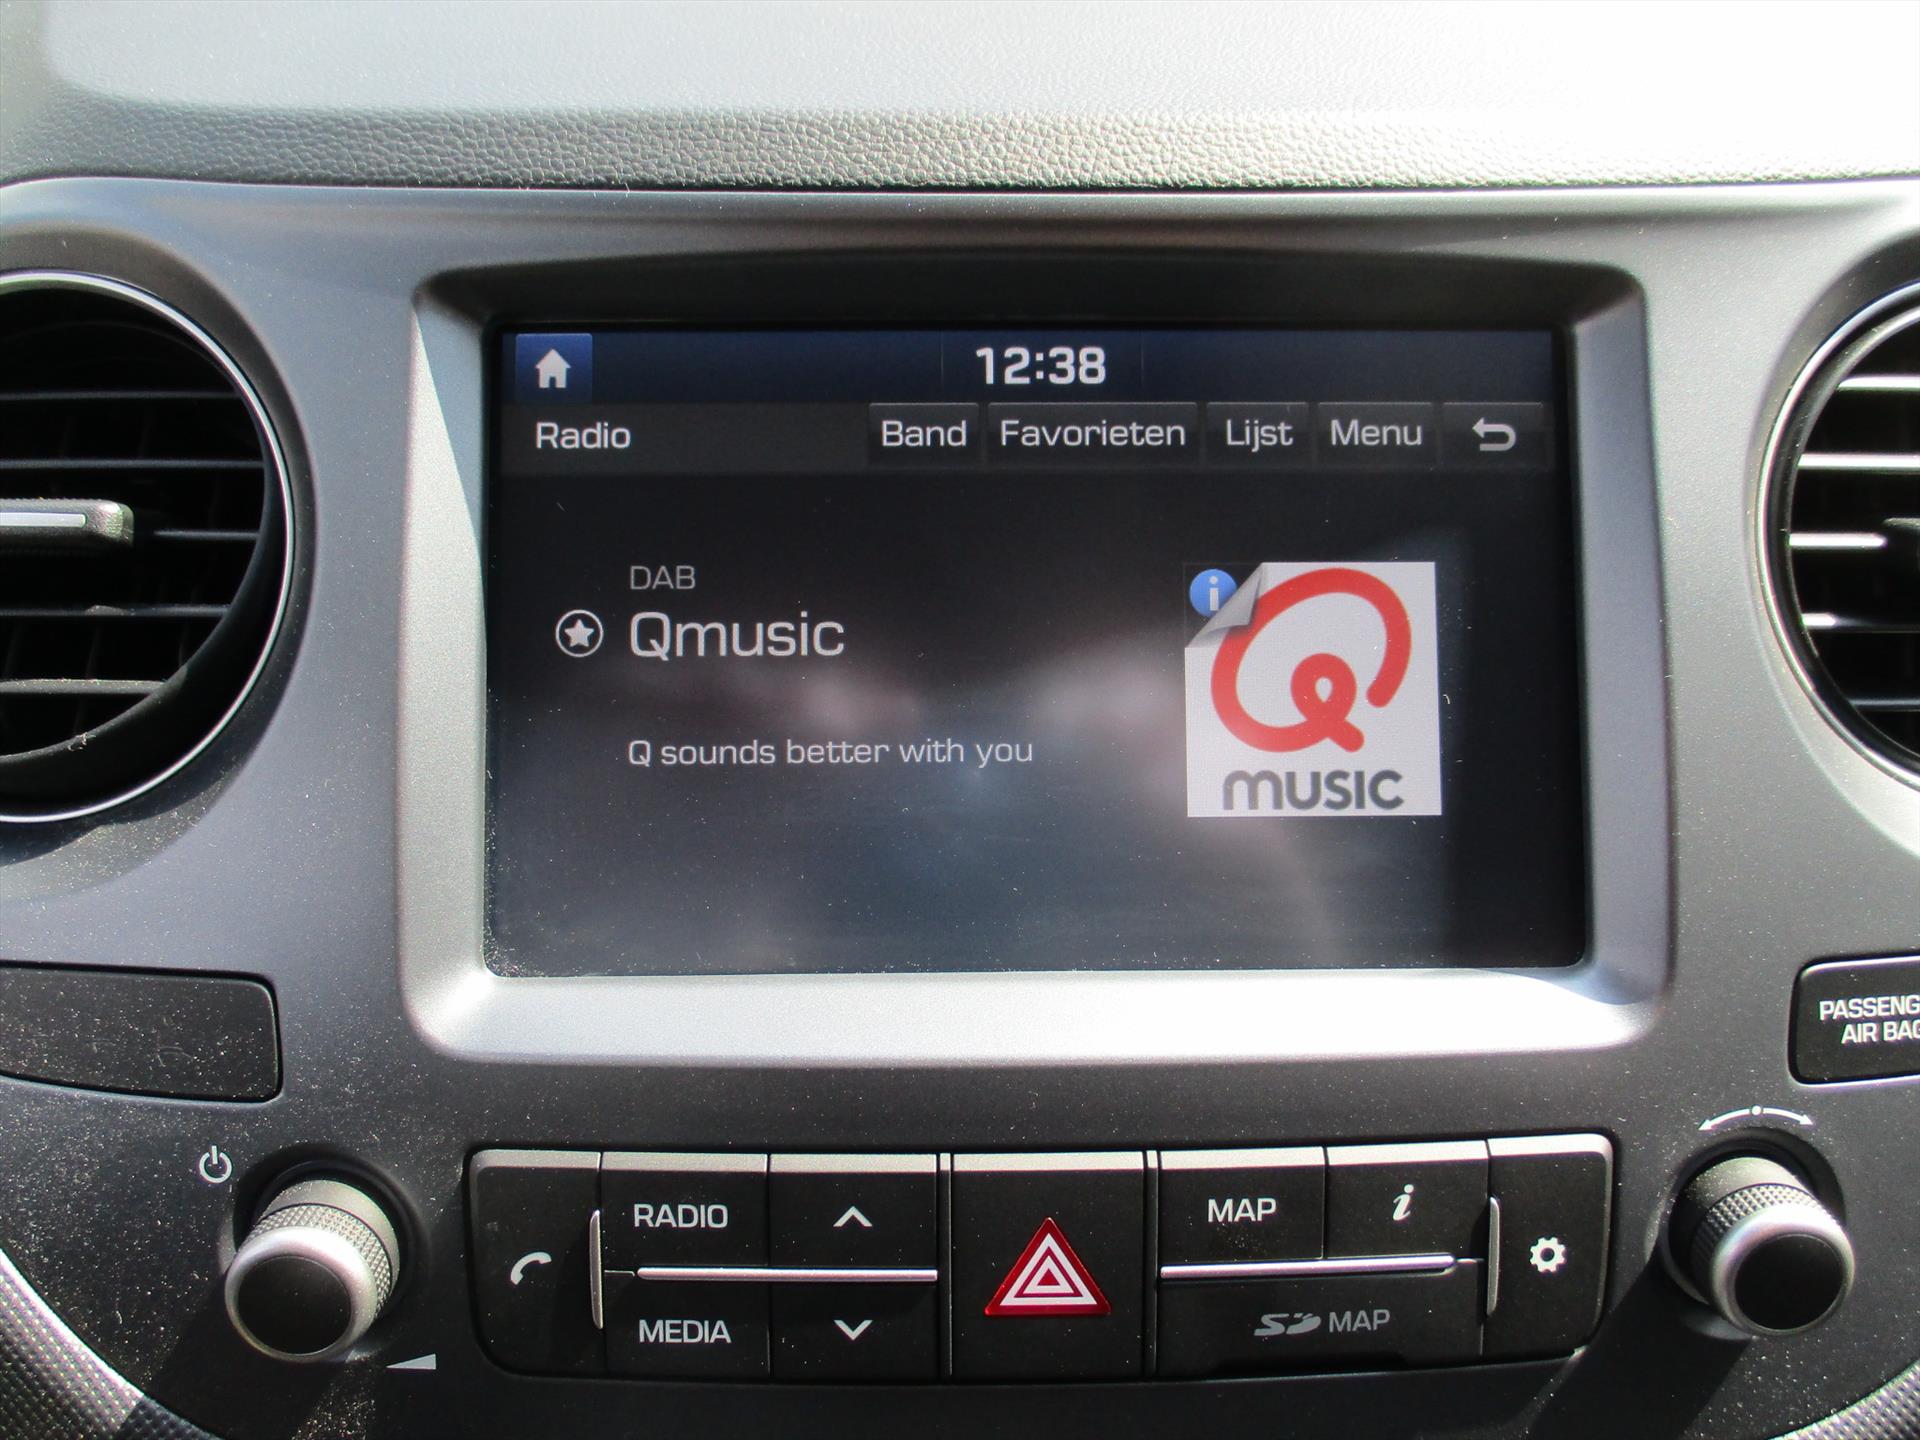 12:38
Radio Band Favorieten Lijst Menu
DAB
Qmusic
Q sounds better with you
i
Q
MUSIC
PASSENG
AIR BAG
RADIO MAP i
MEDIA SD MAP